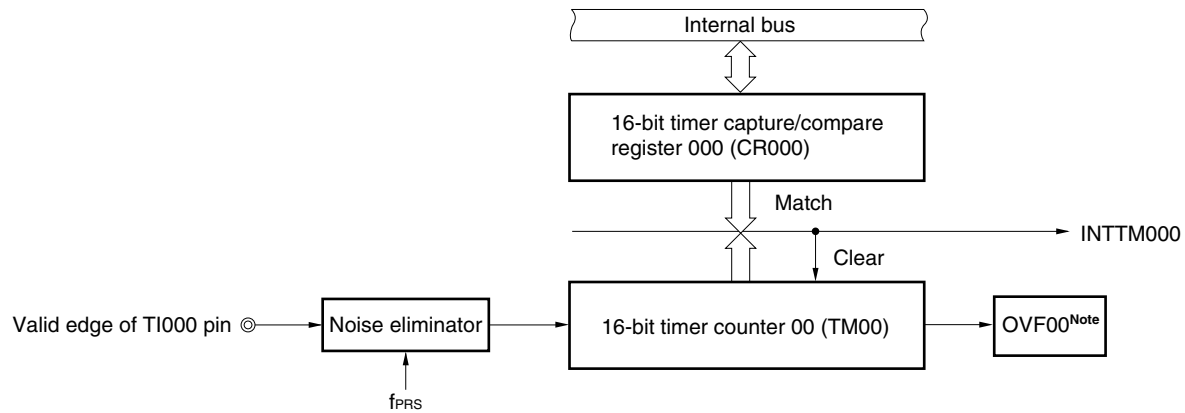 Internal bus
16-bit timer capture/compare
register 000 (CR000)
Match
INTTM000
Clear
Valid edge of TI000 pin
Noise eliminator
16-bit timer counter 00 (TM00)
OVF00Note
fPRS